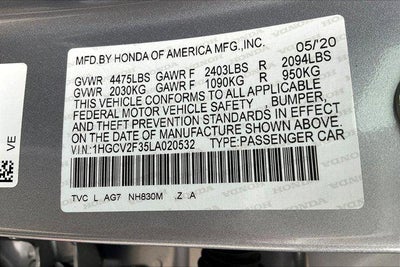 MFD.BY HONDA OF AMERICA MFG.,INC. 05/'20
GVWR 4475LBS GAWR F 2403LBS R 2094LBS
GVWR 2030KG GAWR F 1090KG R 950KG
THIS VEHICLE CONFORMS TO ALL APPLICABLE
FEDERAL MOTOR VEHICLE SAFETY, BUMPER,
AND THEFT PREVENTION STANDARDS IN EFFECT
ON THE DATE OF MANUFACTURE SHOWN ABOVE.
V.I.N:1HGCV2F35LA020532 TYPE:PASSENGER CAR
TVC L AG7 NH830M Z A
VE